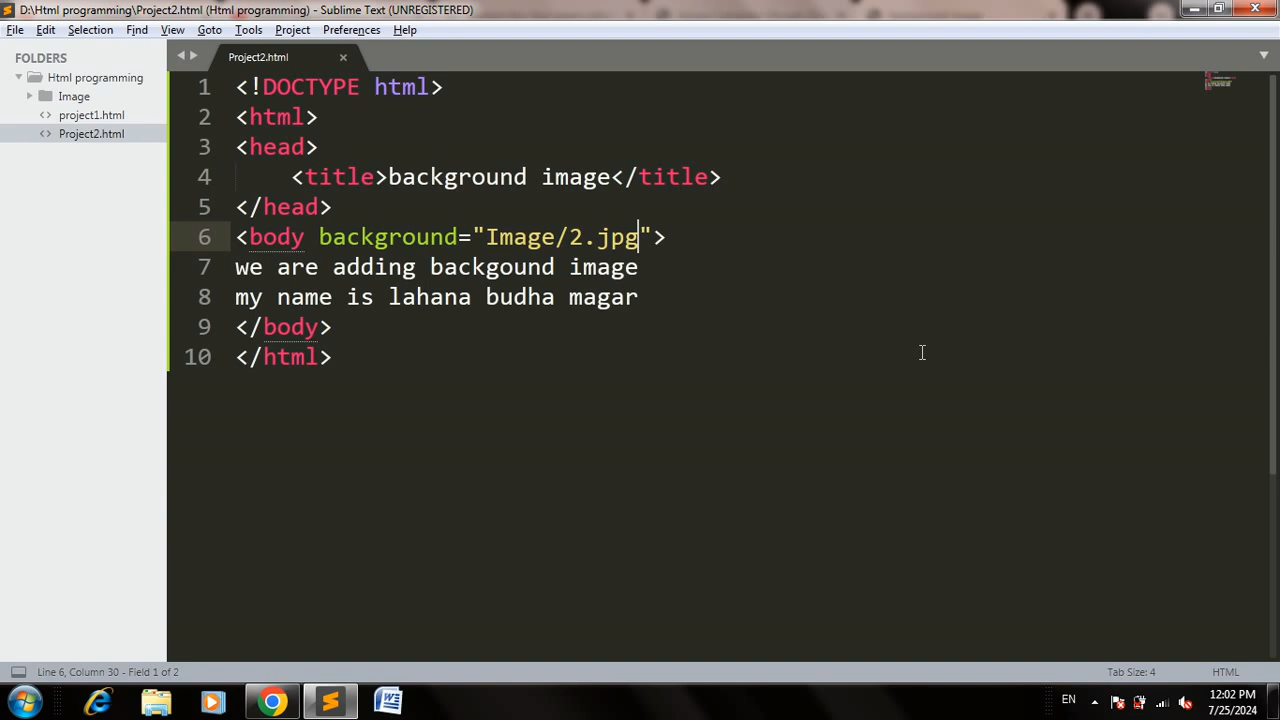 D:\Html programming\Project2.html (Html programming) - Sublime Text (UNREGISTERED)
File Edit Selection Find View Goto Tools Project Preferences Help
FOLDERS
Html programming
Image
project1.html
Project2.html
Project2.html
1 <!DOCTYPE html>
2 <html>
3 <head>
4 <title>background image</title>
5 </head>
6 <body background="Image/2.jpg">
7 we are adding backgound image
8 my name is lahana budha magar
9 </body>
10 </html>
Line 6, Column 30 - Field 1 of 2
Tab Size: 4
HTML
EN
12:02 PM
7/25/2024